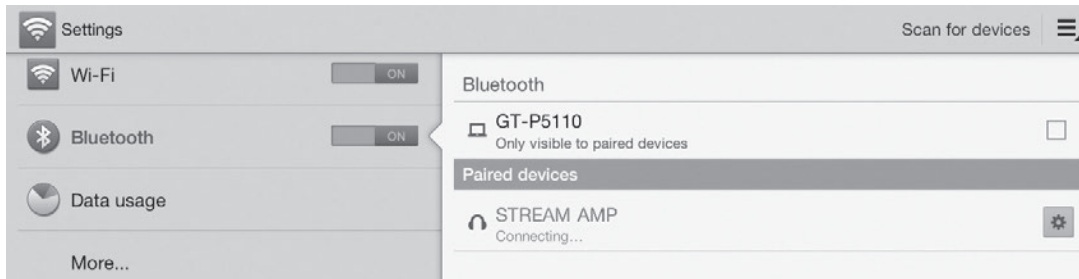 Settings
Scan for devices
Wi-Fi
ON
Bluetooth
ON
Data usage
More...
Bluetooth
GT-P5110
Only visible to paired devices
Paired devices
STREAM AMP
Connecting...